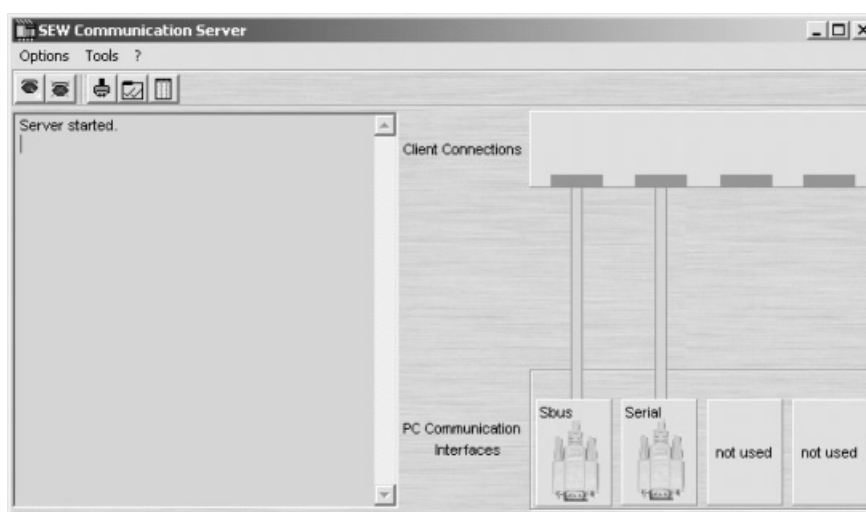 SEW Communication Server
Options Tools ?
Server started.
Client Connections
PC Communication
Interfaces
Sbus
Serial
not used
not used